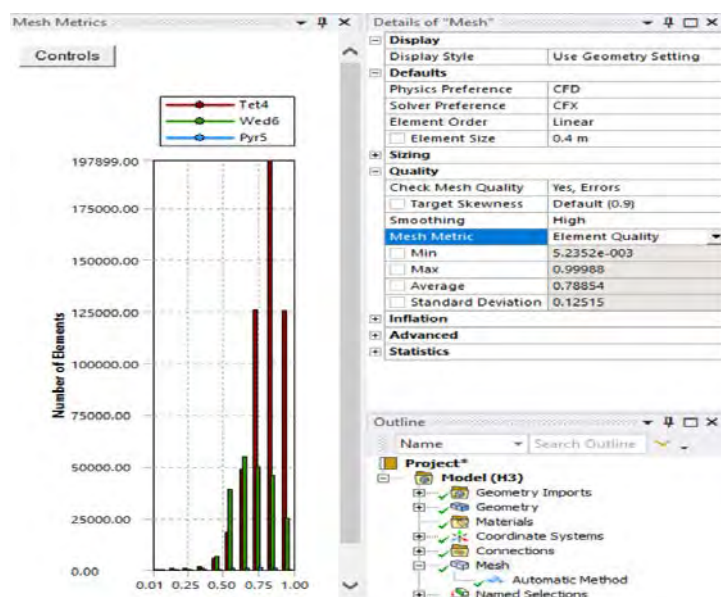 Mesh Metrics
Controls
Tet4
Wed6
Pyr5
197899.00
175000.00
150000.00
125000.00
100000.00
75000.00
50000.00
25000.00
0.00
Number of Elements
0.01 0.25 0.50 0.75 1.00
Details of "Mesh"
Display
Display Style Use Geometry Setting
Defaults
Physics Preference CFD
Solver Preference CFX
Element Order Linear
Element Size 0.4 m
Sizing
Quality
Check Mesh Quality Yes, Errors
Target Skewness Default (0.9)
Smoothing High
Mesh Metric Element Quality
Min 5.2352e-003
Max 0.99988
Average 0.78854
Standard Deviation 0.12515
Inflation
Advanced
Statistics
Outline
Name Search Outline
Project*
Model (H3)
Geometry Imports
Geometry
Materials
Coordinate Systems
Connections
Mesh
Automatic Method
Named Selections